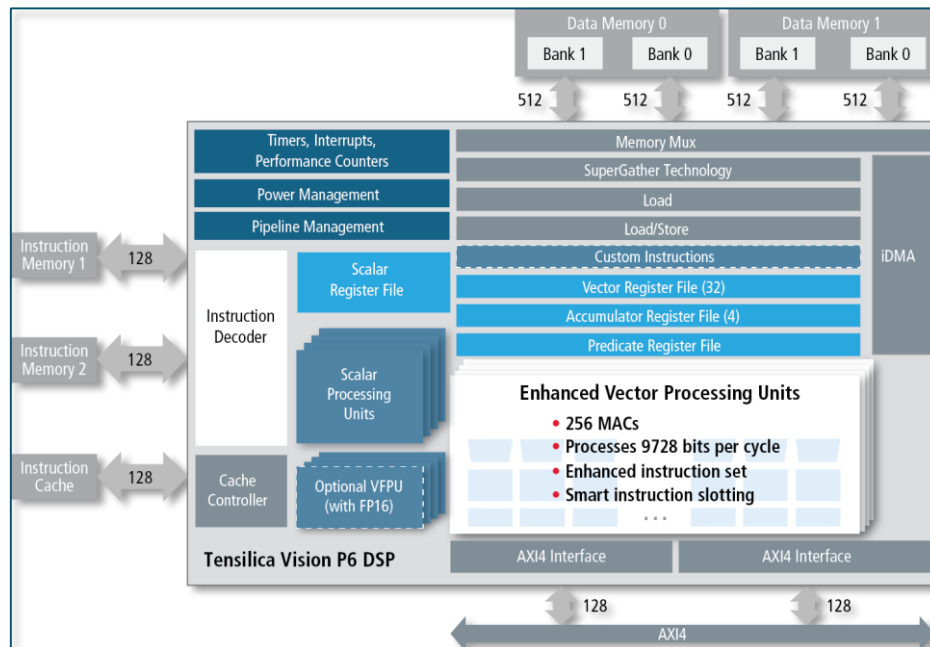 Data Memory 0
Data Memory 1
Bank 1
Bank 0
Bank 1
Bank 0
512
512
512
512
Timers, Interrupts,
Performance Counters
Power Management
Pipeline Management
Memory Mux
SuperGather Technology
Load
Load/Store
Custom Instructions
Vector Register File (32)
Accumulator Register File (4)
Predicate Register File
iDMA
Instruction
Memory 1
128
Instruction
Memory 2
128
Instruction
Cache
128
Instruction
Decoder
Scalar
Register File
Scalar
Processing
Units
Cache
Controller
Optional VFPU
(with FP16)
Enhanced Vector Processing Units
• 256 MACs
• Processes 9728 bits per cycle
• Enhanced instruction set
• Smart instruction slotting
...
Tensilica Vision P6 DSP
AXI4 Interface
AXI4 Interface
128
128
AXI4